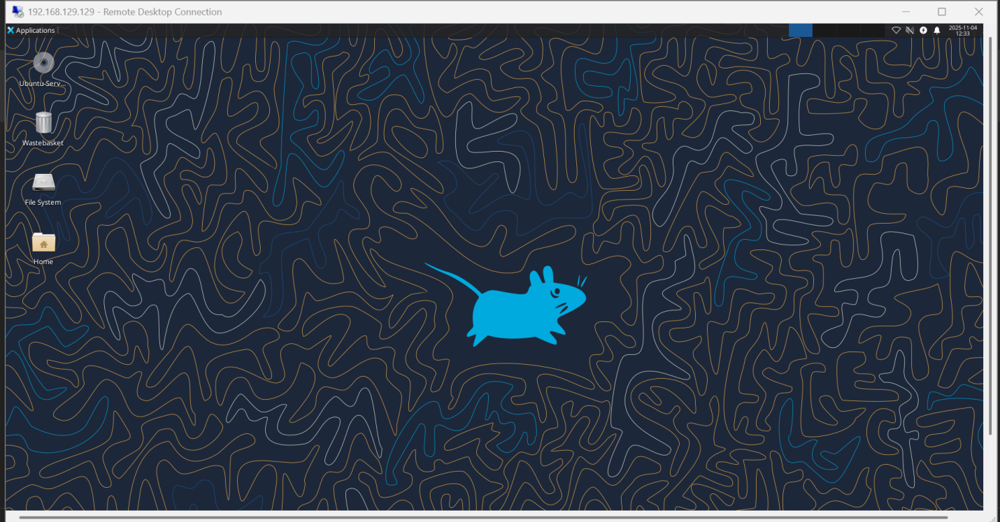 192.168.129.129 - Remote Desktop Connection
Applications
2025-11-04
12:33
Ubuntu-Serv...
Wastebasket
File System
Home